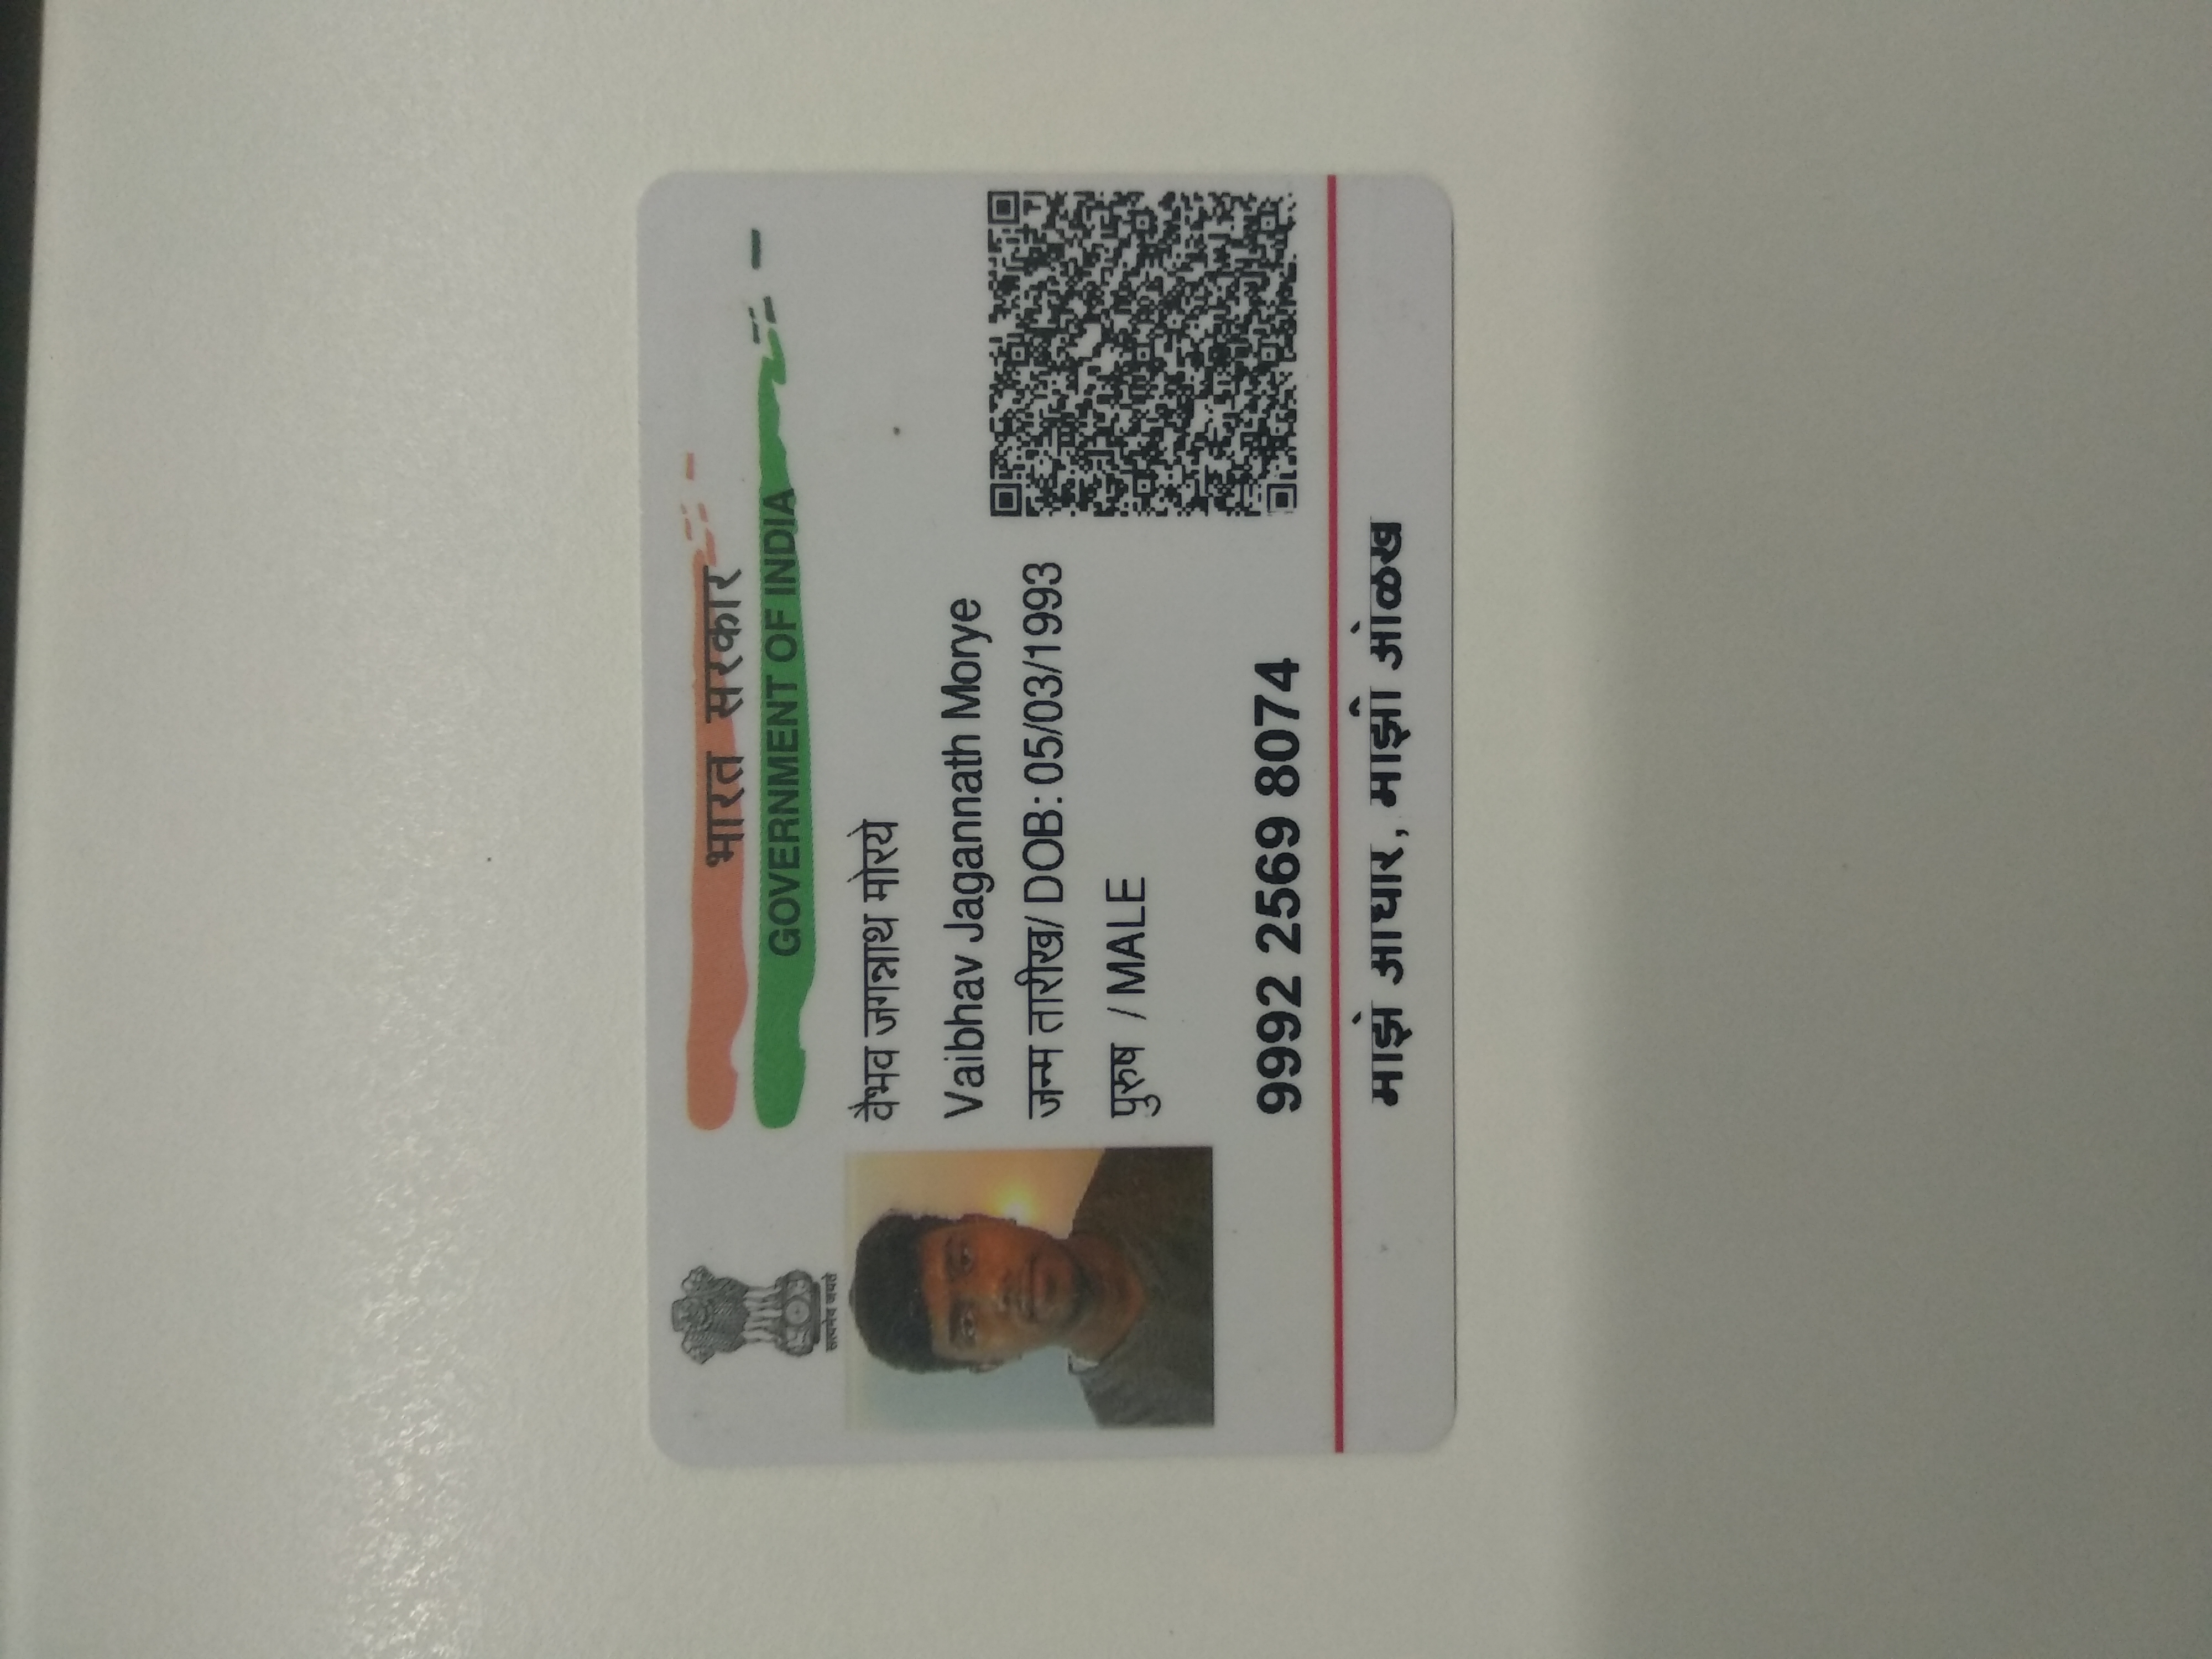 भारत सरकार
GOVERNMENT OF INDIA
सत्यमेव जयते
वैभव जगन्नाथ मोरये
Vaibhav Jagannath Morye
जन्म तारीख/ DOB: 05/03/1993
पुरुष / MALE
9992 2569 8074
माझे आधार, माझी ओळख